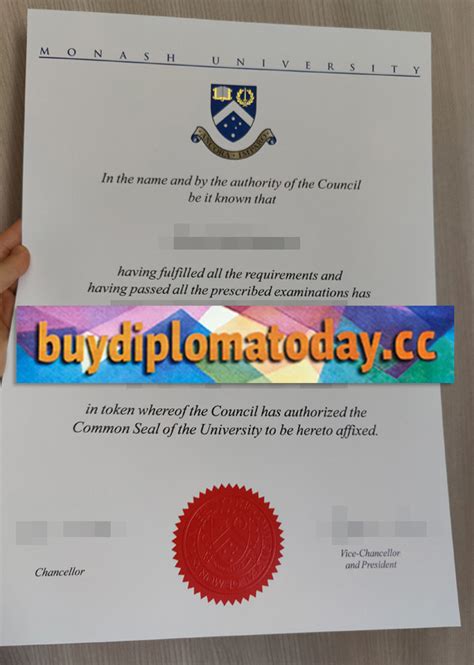 MONASH UNIVERSITY
ANCORA IMPARO
In the name and by the authority of the Council
be it known that
having fulfilled all the requirements and
having passed all the prescribed examinations has
buydiplomatoday.cc
in token whereof the Council has authorized the
Common Seal of the University to be hereto affixed.
Chancellor
Vice-Chancellor
and President